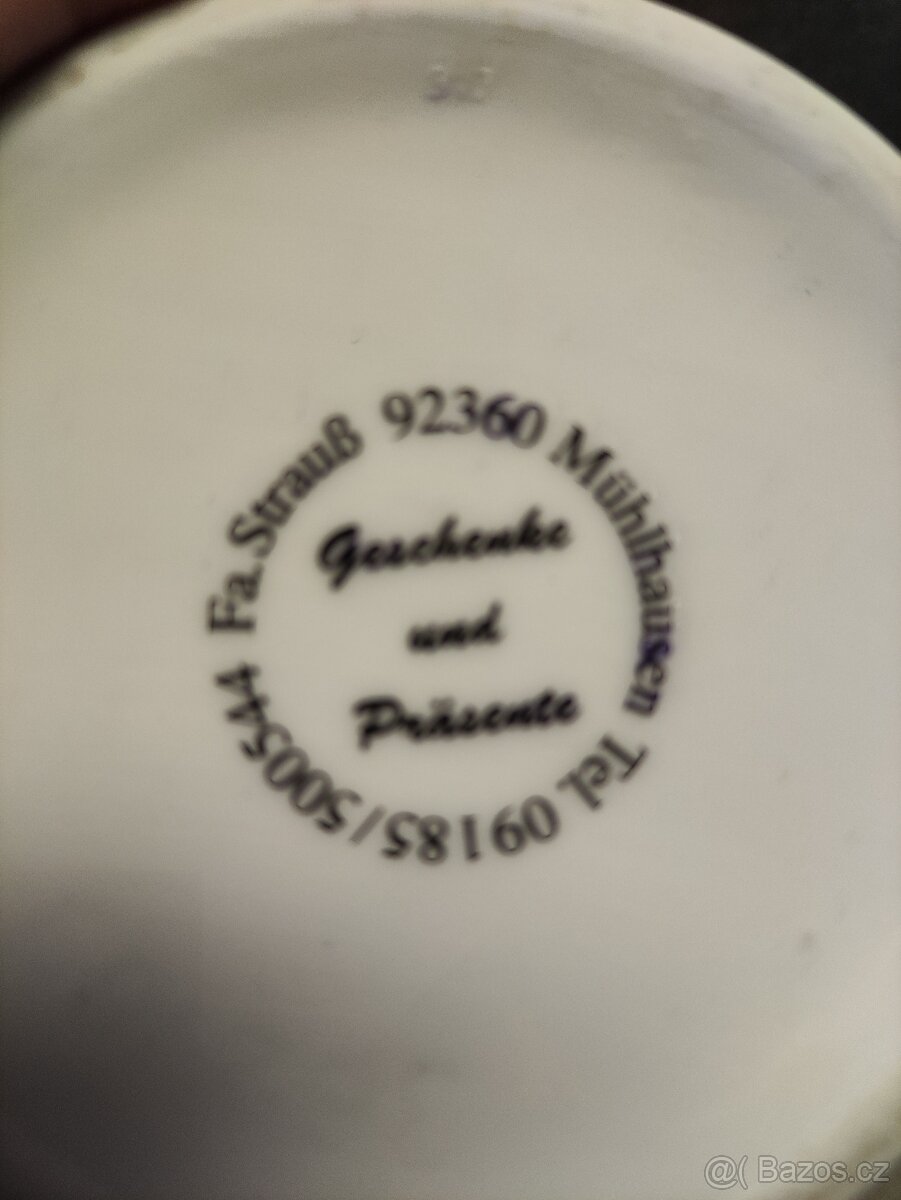 Fa.Strauß 92360 Mühlhausen Tel. 09185/500544
Geschenke
und
Präsente
@( Bazos.cz